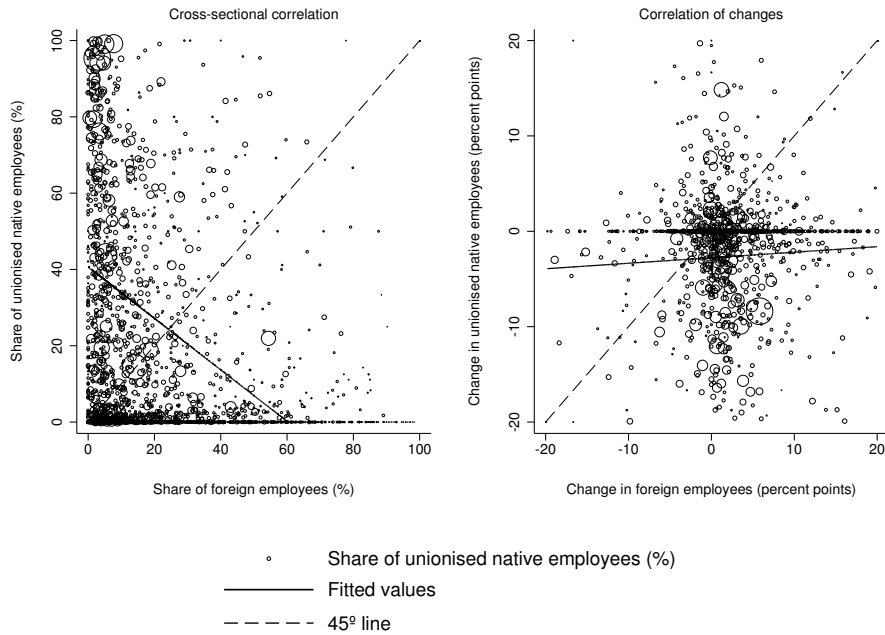 Cross-sectional correlation
Share of unionised native employees (%)
100
80
60
40
20
0
0 20 40 60 80 100
Share of foreign employees (%)
Correlation of changes
Change in unionised native employees (percent points)
20
10
0
-10
-20
-20 -10 0 10 20
Change in foreign employees (percent points)
Share of unionised native employees (%)
Fitted values
45º line